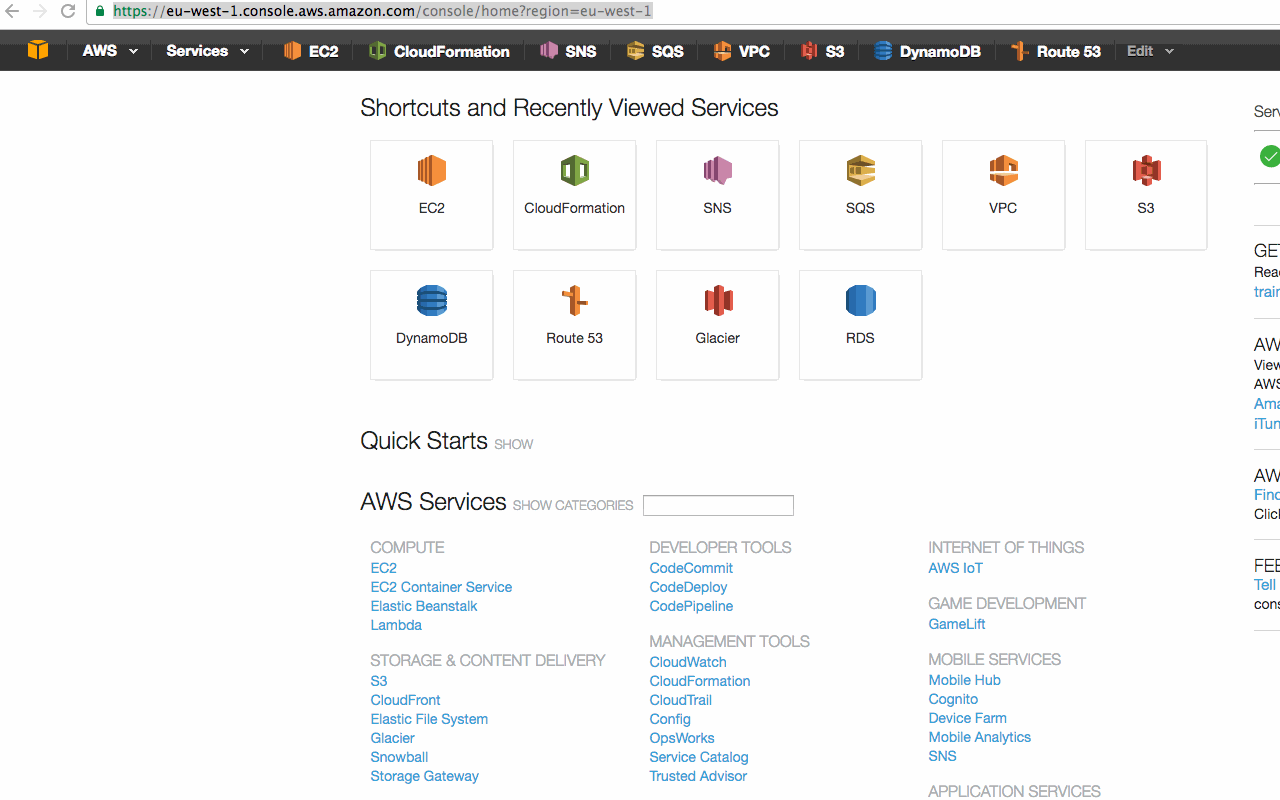 https://eu-west-1.console.aws.amazon.com/console/home?region=eu-west-1
AWS Services EC2 CloudFormation SNS SQS VPC S3 DynamoDB Route 53 Edit
Shortcuts and Recently Viewed Services
EC2 CloudFormation SNS SQS VPC S3
DynamoDB Route 53 Glacier RDS
Quick Starts SHOW
AWS Services SHOW CATEGORIES
COMPUTE
EC2
EC2 Container Service
Elastic Beanstalk
Lambda
STORAGE & CONTENT DELIVERY
S3
CloudFront
Elastic File System
Glacier
Snowball
Storage Gateway
DEVELOPER TOOLS
CodeCommit
CodeDeploy
CodePipeline
MANAGEMENT TOOLS
CloudWatch
CloudFormation
CloudTrail
Config
OpsWorks
Service Catalog
Trusted Advisor
INTERNET OF THINGS
AWS IoT
GAME DEVELOPMENT
GameLift
MOBILE SERVICES
Mobile Hub
Cognito
Device Farm
Mobile Analytics
SNS
APPLICATION SERVICES
Serv
GE
Read
train
AW
View
AWS
Ama
iTun
AW
Find
Click
FEE
Tell
cons